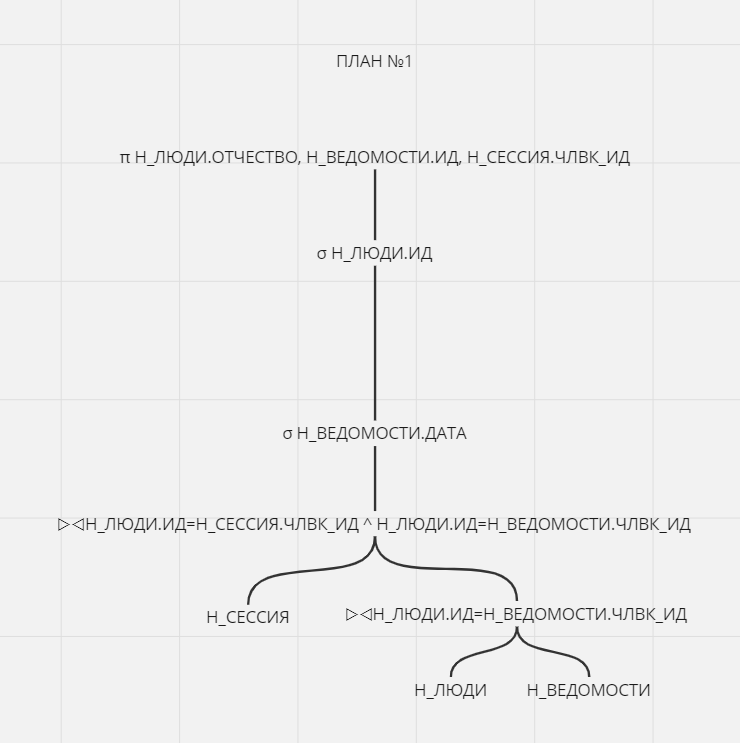 ПЛАН №1
π Н_ЛЮДИ.ОТЧЕСТВО, Н_ВЕДОМОСТИ.ИД, Н_СЕССИЯ.ЧЛВК_ИД
σ Н_ЛЮДИ.ИД
σ Н_ВЕДОМОСТИ.ДАТА
▷◁Н_ЛЮДИ.ИД=Н_СЕССИЯ.ЧЛВК_ИД ^ Н_ЛЮДИ.ИД=Н_ВЕДОМОСТИ.ЧЛВК_ИД
Н_СЕССИЯ
▷◁Н_ЛЮДИ.ИД=Н_ВЕДОМОСТИ.ЧЛВК_ИД
Н_ЛЮДИ
Н_ВЕДОМОСТИ